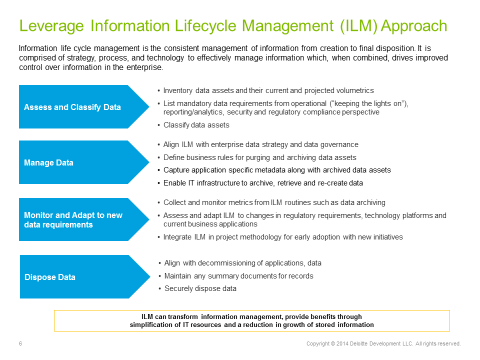 Leverage Information Lifecycle Management (ILM) Approach
Information life cycle management is the consistent management of information from creation to final disposition. It is
comprised of strategy, process, and technology to effectively manage information which, when combined, drives improved
control over information in the enterprise.
Assess and Classify Data
• Inventory data assets and their current and projected volumetrics
• List mandatory data requirements from operational ("keeping the lights on"),
reporting/analytics, security and regulatory compliance perspective
• Classify data assets
Manage Data
• Align ILM with enterprise data strategy and data governance
• Define business rules for purging and archiving data assets
• Capture application specific metadata along with archived data assets
• Enable IT infrastructure to archive, retrieve and re-create data
Monitor and Adapt to new
data requirements
• Collect and monitor metrics from ILM routines such as data archiving
• Assess and adapt ILM to changes in regulatory requirements, technology platforms and
current business applications
• Integrate ILM in project methodology for early adoption with new initiatives
Dispose Data
• Align with decommissioning of applications, data
• Maintain any summary documents for records
• Securely dispose data
ILM can transform information management, provide benefits through
simplification of IT resources and a reduction in growth of stored information
6
Copyright © 2014 Deloitte Development LLC. All rights reserved.